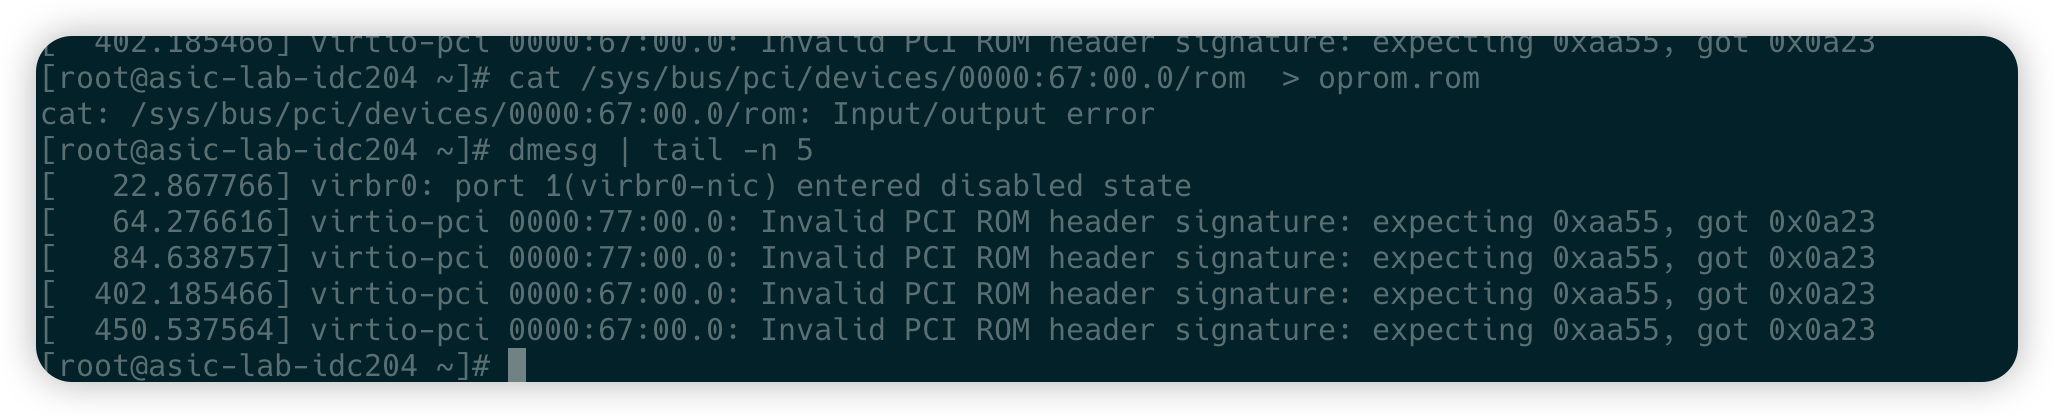 [  402.185466] virtio-pci 0000:67:00.0: Invalid PCI ROM header signature: expecting 0xaa55, got 0x0a23
[root@asic-lab-idc204 ~]# cat /sys/bus/pci/devices/0000:67:00.0/rom  > oprom.rom
cat: /sys/bus/pci/devices/0000:67:00.0/rom: Input/output error
[root@asic-lab-idc204 ~]# dmesg | tail -n 5
[   22.867766] virbr0: port 1(virbr0-nic) entered disabled state
[   64.276616] virtio-pci 0000:77:00.0: Invalid PCI ROM header signature: expecting 0xaa55, got 0x0a23
[   84.638757] virtio-pci 0000:77:00.0: Invalid PCI ROM header signature: expecting 0xaa55, got 0x0a23
[  402.185466] virtio-pci 0000:67:00.0: Invalid PCI ROM header signature: expecting 0xaa55, got 0x0a23
[  450.537564] virtio-pci 0000:67:00.0: Invalid PCI ROM header signature: expecting 0xaa55, got 0x0a23
[root@asic-lab-idc204 ~]#